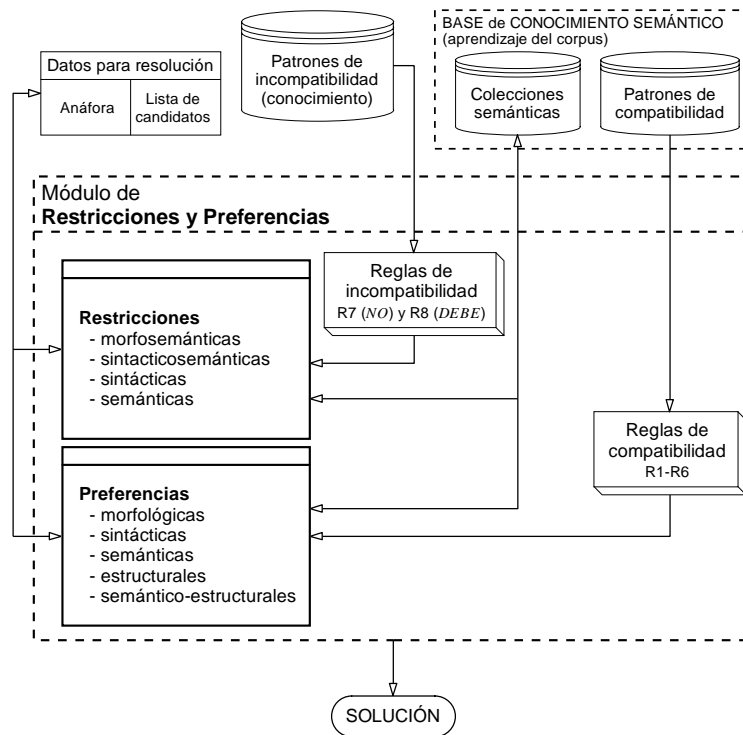 BASE de CONOCIMIENTO SEMÁNTICO
(aprendizaje del corpus)
Patrones de
incompatibilidad
(conocimiento)
Datos para resolución
Anáfora
Lista de
candidatos
Colecciones
semánticas
Patrones de
compatibilidad
Módulo de
Restricciones y Preferencias
Reglas de
incompatibilidad
R7 (NO) y R8 (DEBE)
Restricciones
- morfosemánticas
- sintacticosemánticas
- sintácticas
- semánticas
Reglas de
compatibilidad
R1-R6
Preferencias
- morfológicas
- sintácticas
- semánticas
- estructurales
- semántico-estructurales
SOLUCIÓN